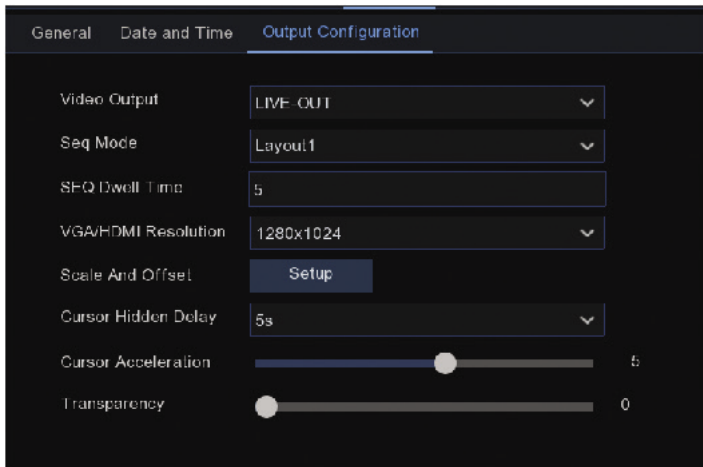 General Date and Time Output Configuration
Video Output LIVE-OUT
Seq Mode Layout1
SEQ Dwell Time 5
VGA/HDMI Resolution 1280x1024
Scale And Offset Setup
Cursor Hidden Delay 5s
Cursor Acceleration 5
Transparency 0